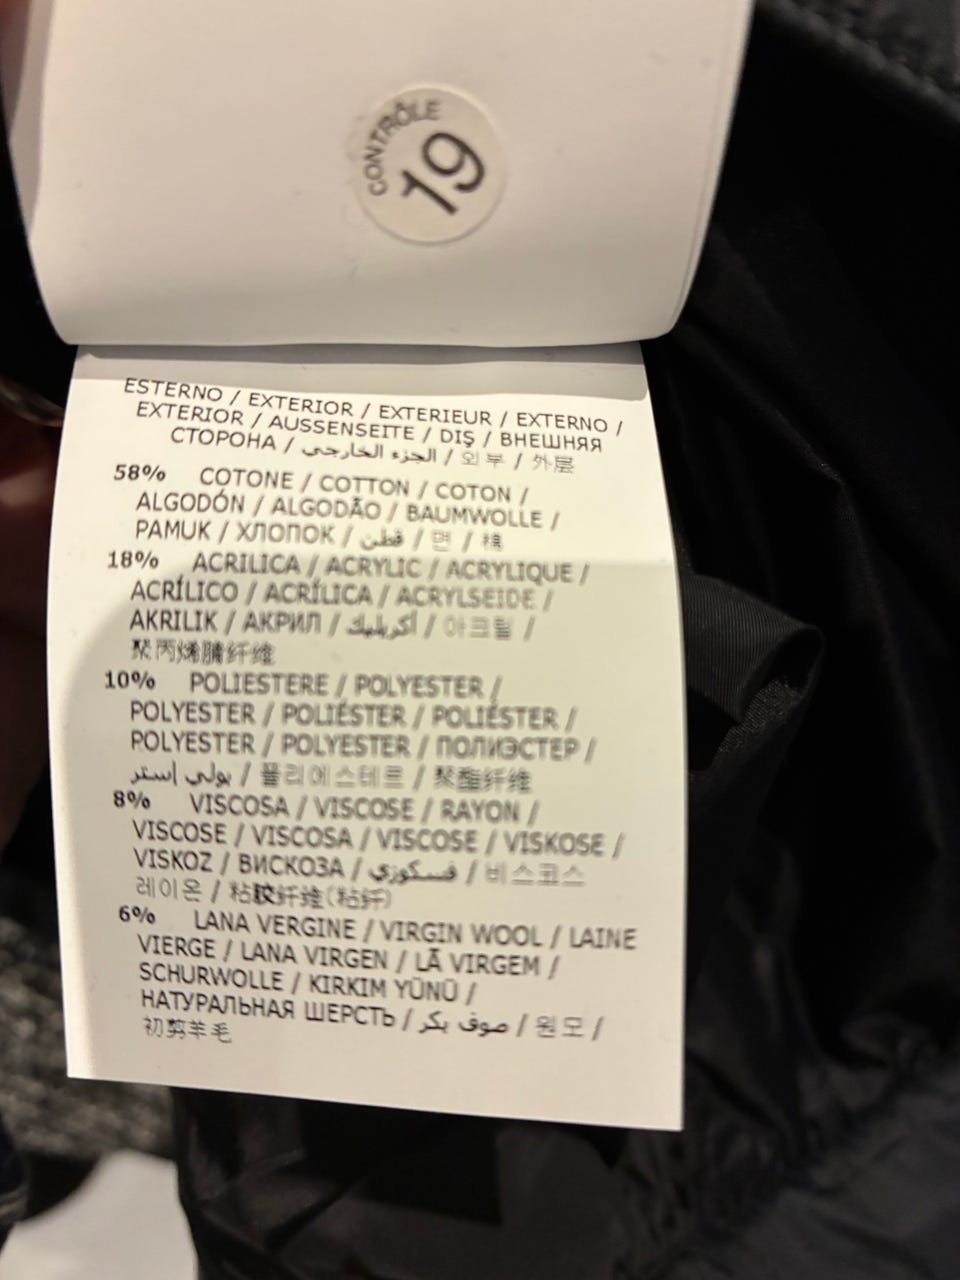 CONTRÔLE
19
ESTERNO / EXTERIOR / EXTERIEUR / EXTERNO /
EXTERIOR / AUSSENSEITE / DIŞ / ВНЕШНЯЯ
СТОРОНА / الجزء الخارجي / 외부 / 外层
58% COTONE / COTTON / COTON /
ALGODÓN / ALGODÃO / BAUMWOLLE /
PAMUK / ХЛОПОК / قطن / 면 / 棉
18% ACRILICA / ACRYLIC / ACRYLIQUE /
ACRÍLICO / ACRÍLICA / ACRYLSEIDE /
AKRILIK / АКРИЛ / أكريليك / 아크릴 /
聚丙烯腈纤维
10% POLIESTERE / POLYESTER /
POLYESTER / POLIÉSTER / POLIÉSTER /
POLYESTER / POLYESTER / ПОЛИЭСТЕР /
بولي إستر / 폴리에스테르 / 聚酯纤维
8% VISCOSA / VISCOSE / RAYON /
VISCOSE / VISCOSA / VISCOSE / VISKOSE /
VISKOZ / ВИСКОЗА / فسكوزي / 비스코스
레이온 / 粘胶纤维(粘纤)
6% LANA VERGINE / VIRGIN WOOL / LAINE
VIERGE / LANA VIRGEN / LÃ VIRGEM /
SCHURWOLLE / KIRKIM YÜNÜ /
НАТУРАЛЬНАЯ ШЕРСТЬ / صوف بكر / 원모 /
初剪羊毛